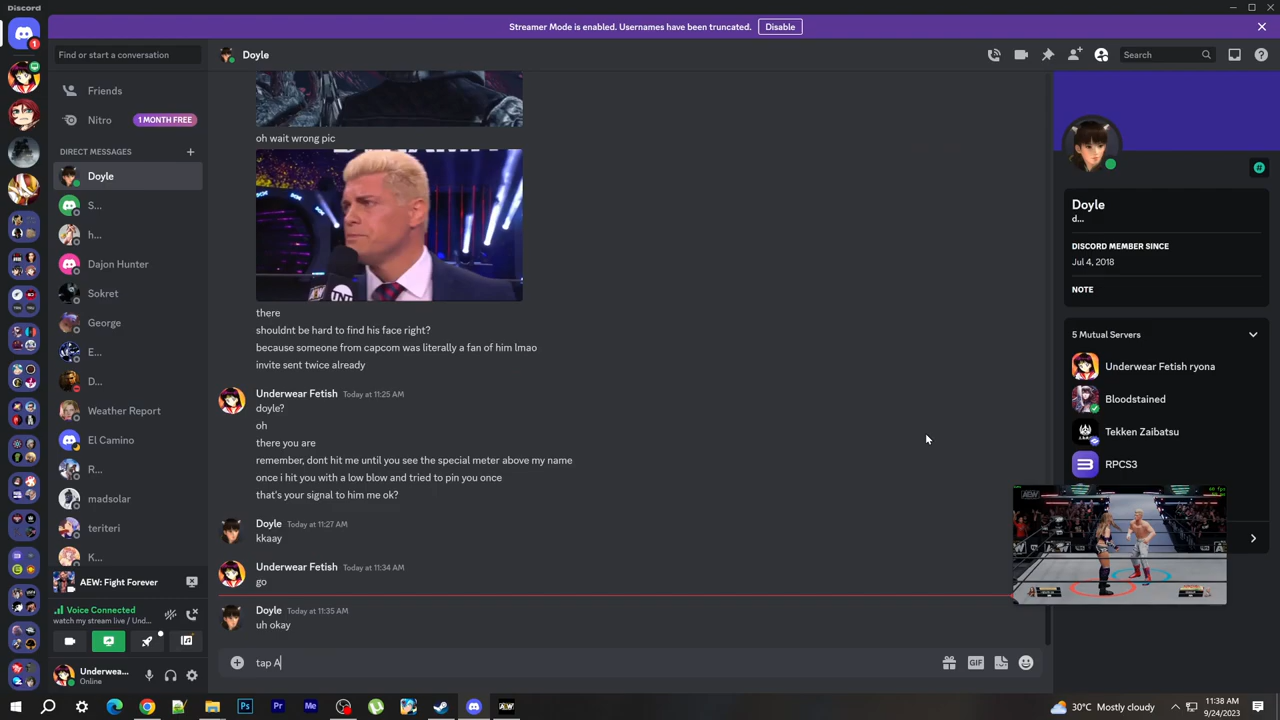 Discord
Streamer Mode is enabled. Usernames have been truncated. Disable
Find or start a conversation
Doyle
Search
Friends
Nitro
1 MONTH FREE
DIRECT MESSAGES
Doyle
S...
h...
Dajon Hunter
Sokret
George
E...
D...
Weather Report
El Camino
R...
madsolar
teriteri
K...
AEW: Fight Forever
Voice Connected
watch my stream live / Und...
Underwea...
Online
oh wait wrong pic
TNT
there
shouldnt be hard to find his face right?
because someone from capcom was literally a fan of him lmao
invite sent twice already
Underwear Fetish Today at 11:25 AM
doyle?
oh
there you are
remember, dont hit me until you see the special meter above my name
once i hit you with a low blow and tried to pin you once
that's your signal to him me ok?
Doyle Today at 11:27 AM
kkaay
Underwear Fetish Today at 11:34 AM
go
Doyle Today at 11:35 AM
uh okay
tap A
GIF
Doyle
d...
DISCORD MEMBER SINCE
Jul 4, 2018
NOTE
5 Mutual Servers
Underwear Fetish ryona
Bloodstained
Tekken Zaibatsu
RPCS3
30°C Mostly cloudy
11:38 AM
9/24/2023